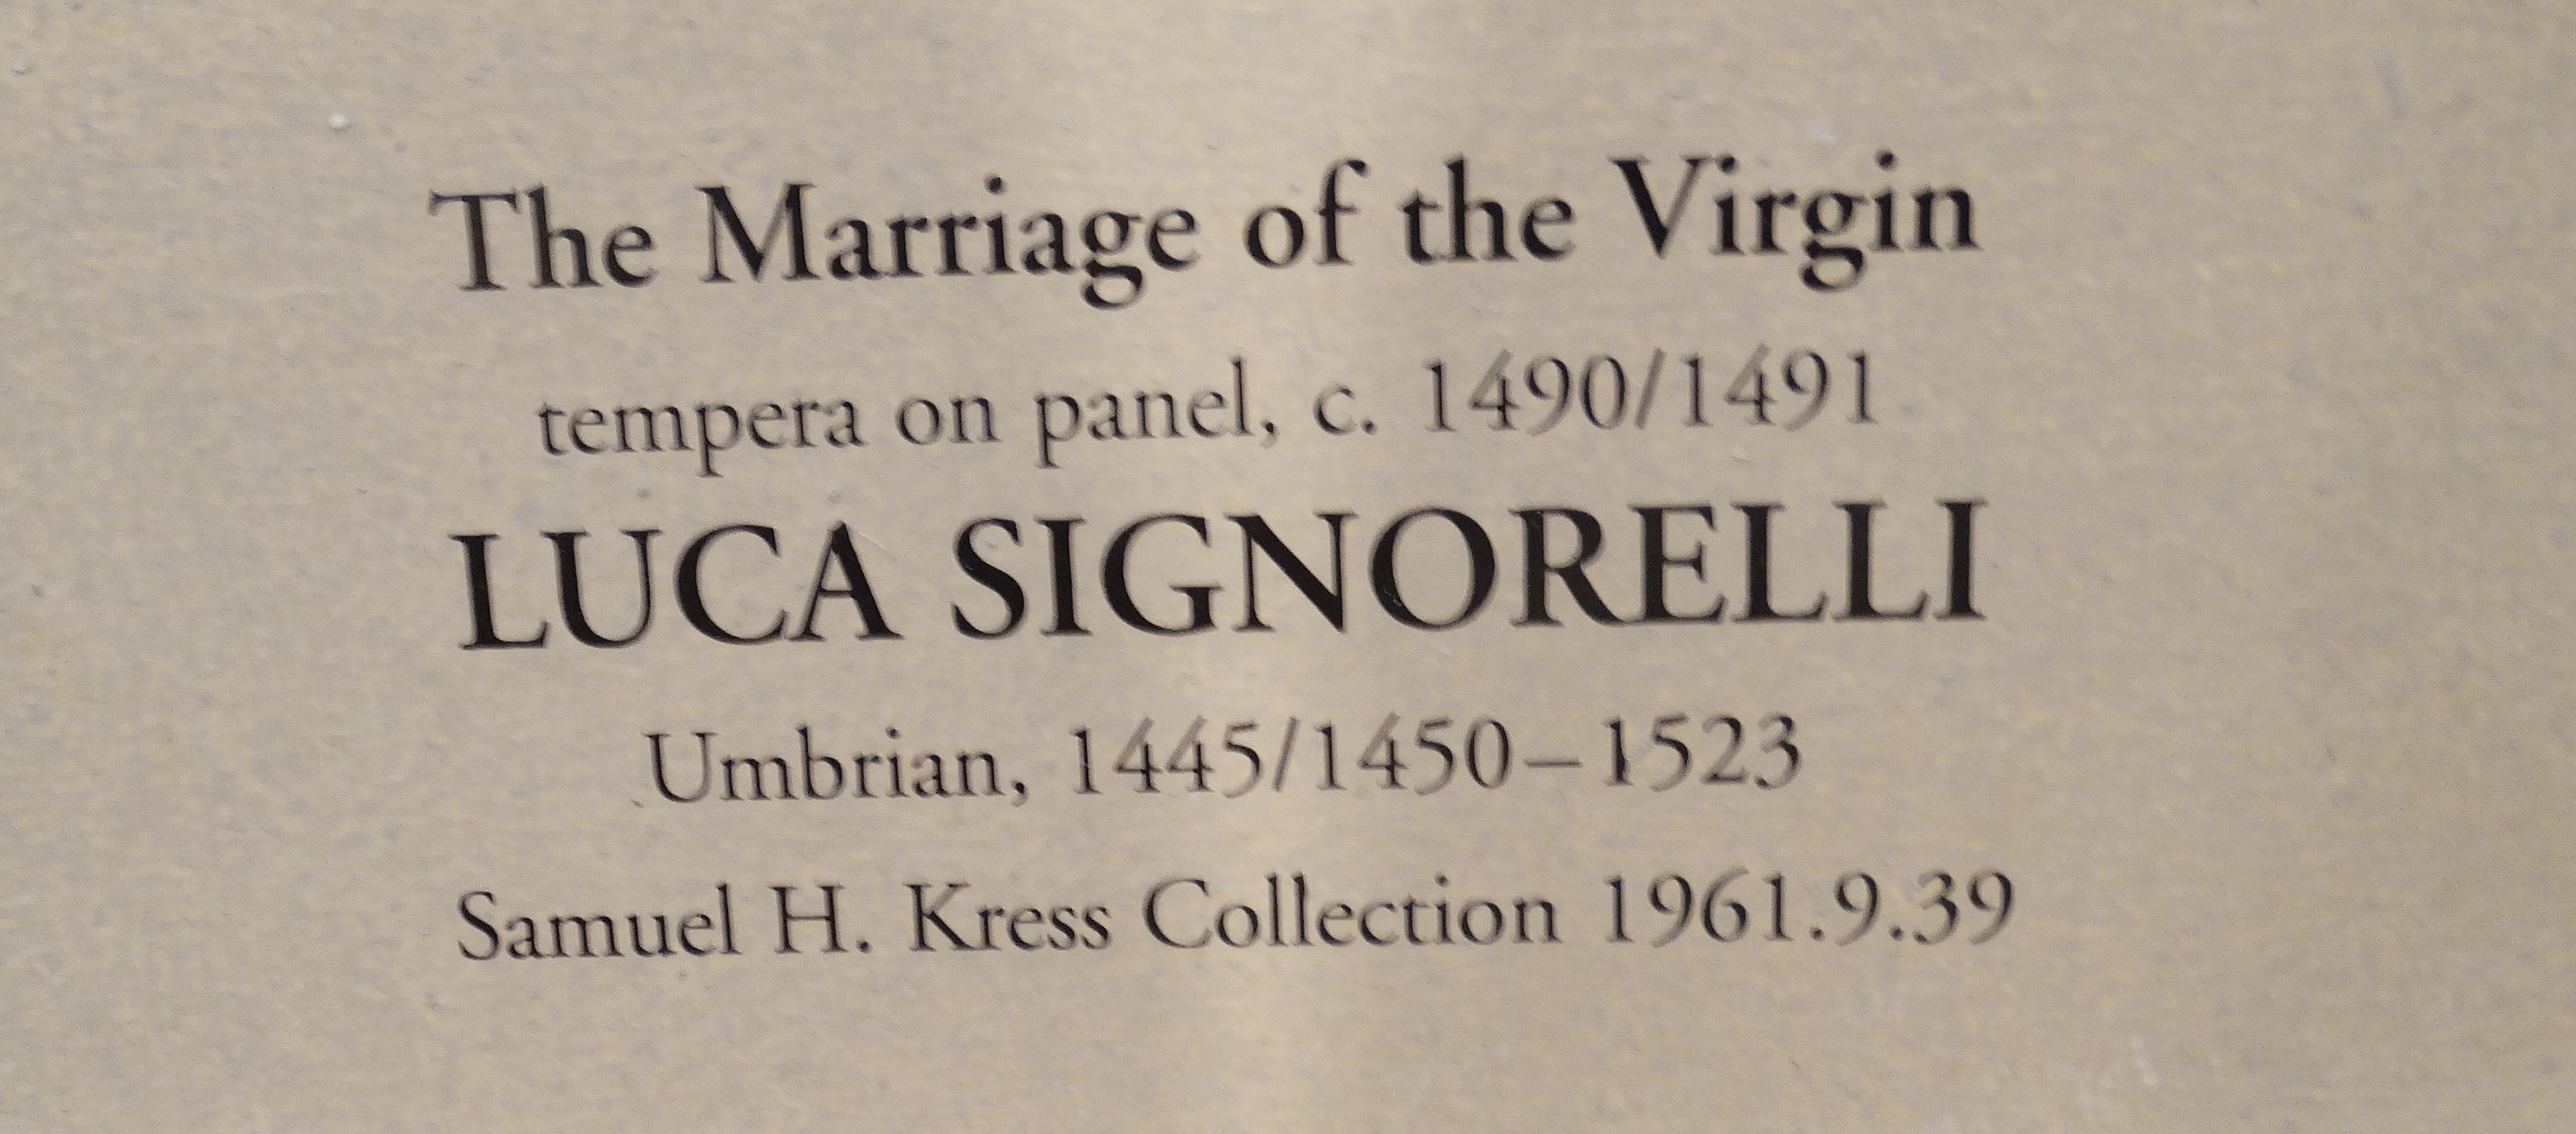 The Marriage of the Virgin
tempera on panel, c. 1490/1491
LUCA SIGNORELLI
Umbrian, 1445/1450–1523
Samuel H. Kress Collection 1961.9.39